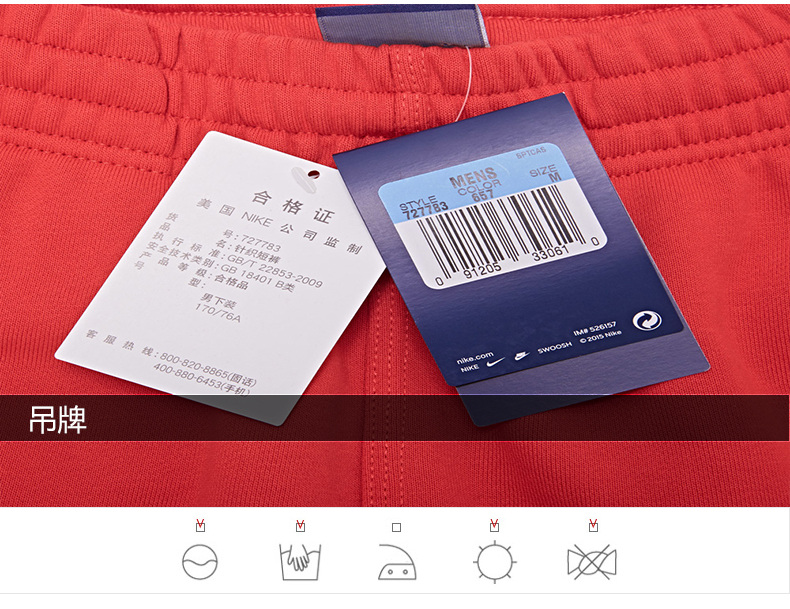 合格证
美国 NIKE 公司监制
货号:727783
品名:针织短裤
执行标准:GB/T 22853-2009
安全技术类别:GB 18401 B类
产品等级:合格品
号型:
男下装
170/76A
客服热线:800-820-8865(固话)
400-880-6453(手机)
SP1CAS
MENS
STYLE COLOR SIZE
727783 657 M
0 91205 33061 0
IM# 526157
nike.com
NIKE SWOOSH © 2015 Nike
吊牌